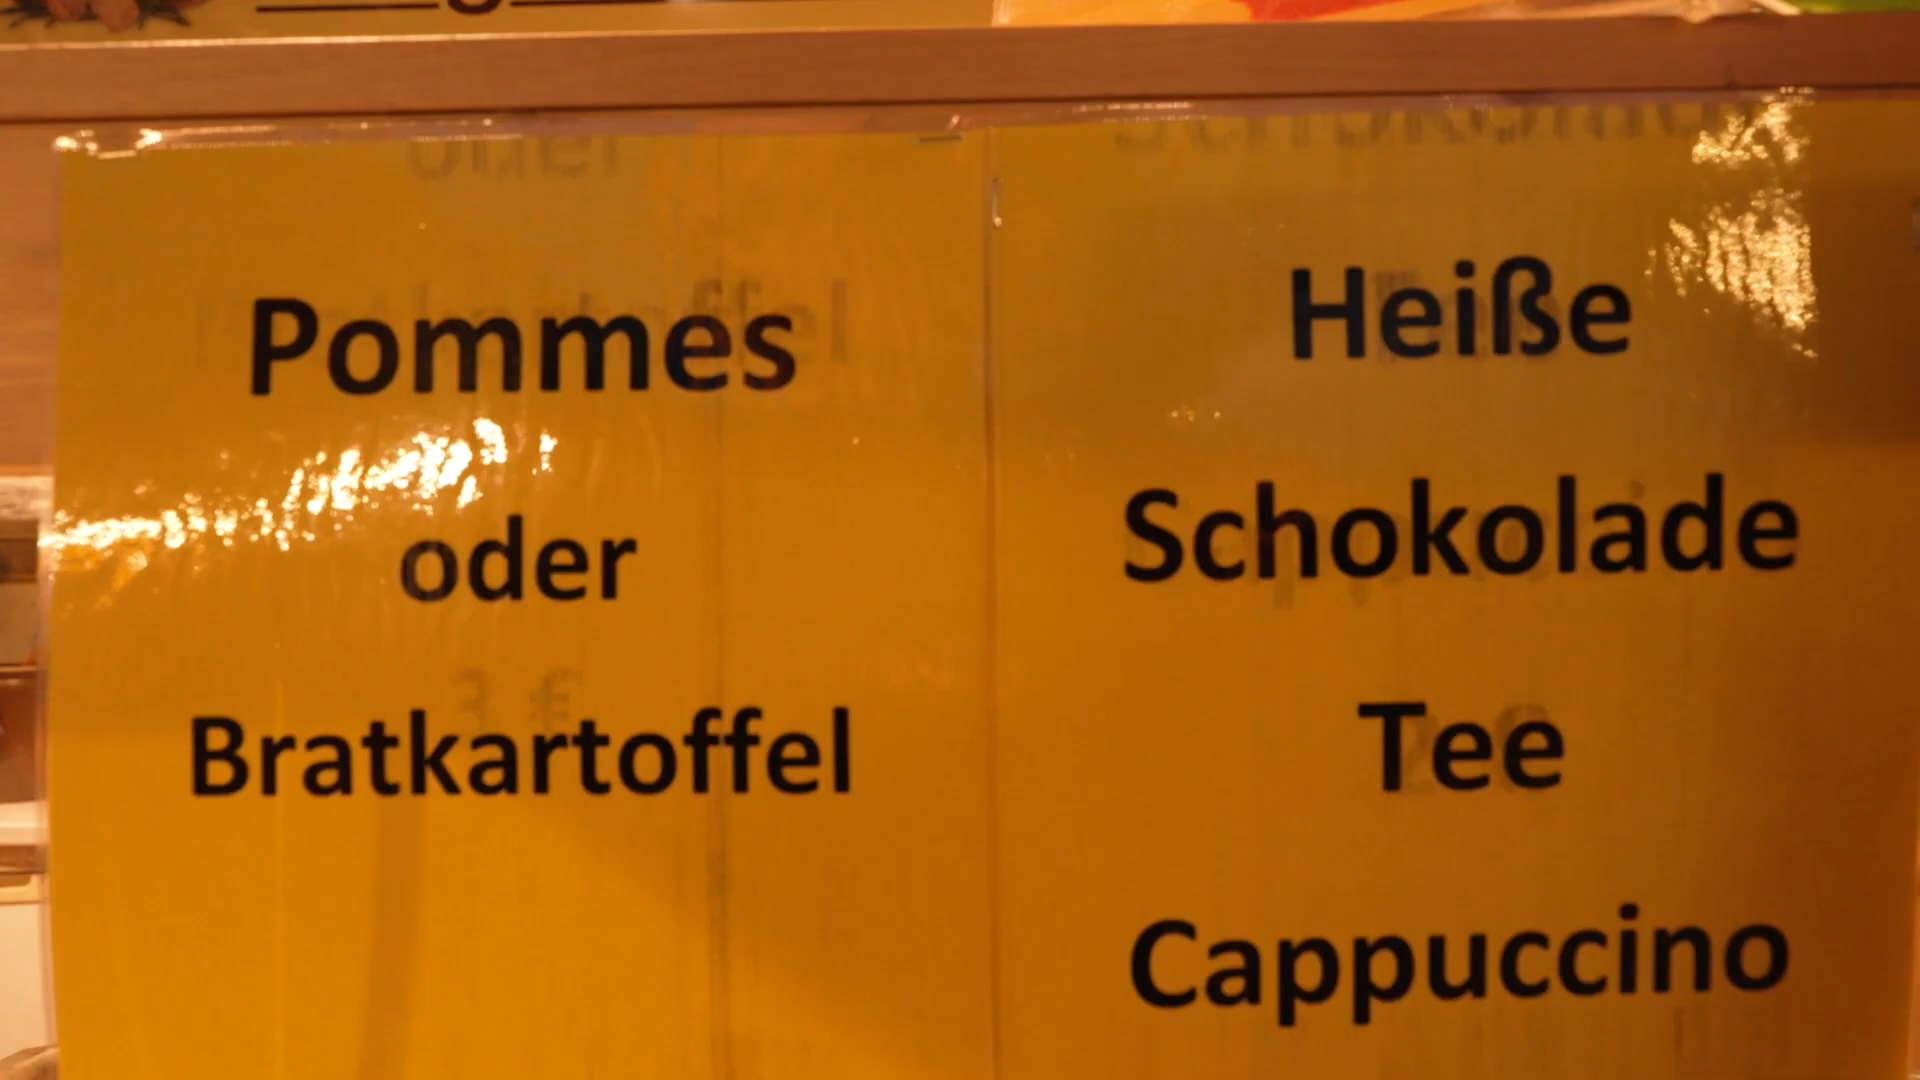 Pommes
oder
Bratkartoffel
Heiße
Schokolade
Tee
Cappuccino